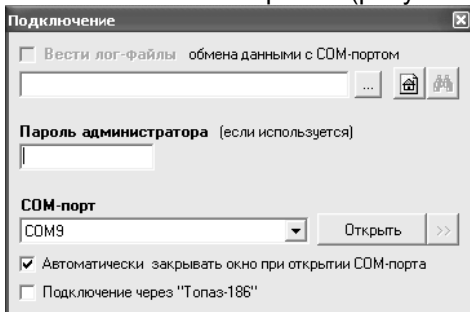 Подключение
Вести лог-файлы обмена данными с COM-портом
...
Пароль администратора (если используется)
COM-порт
COM9 Открыть >>
Автоматически закрывать окно при открытии COM-порта
Подключение через "Топаз-186"